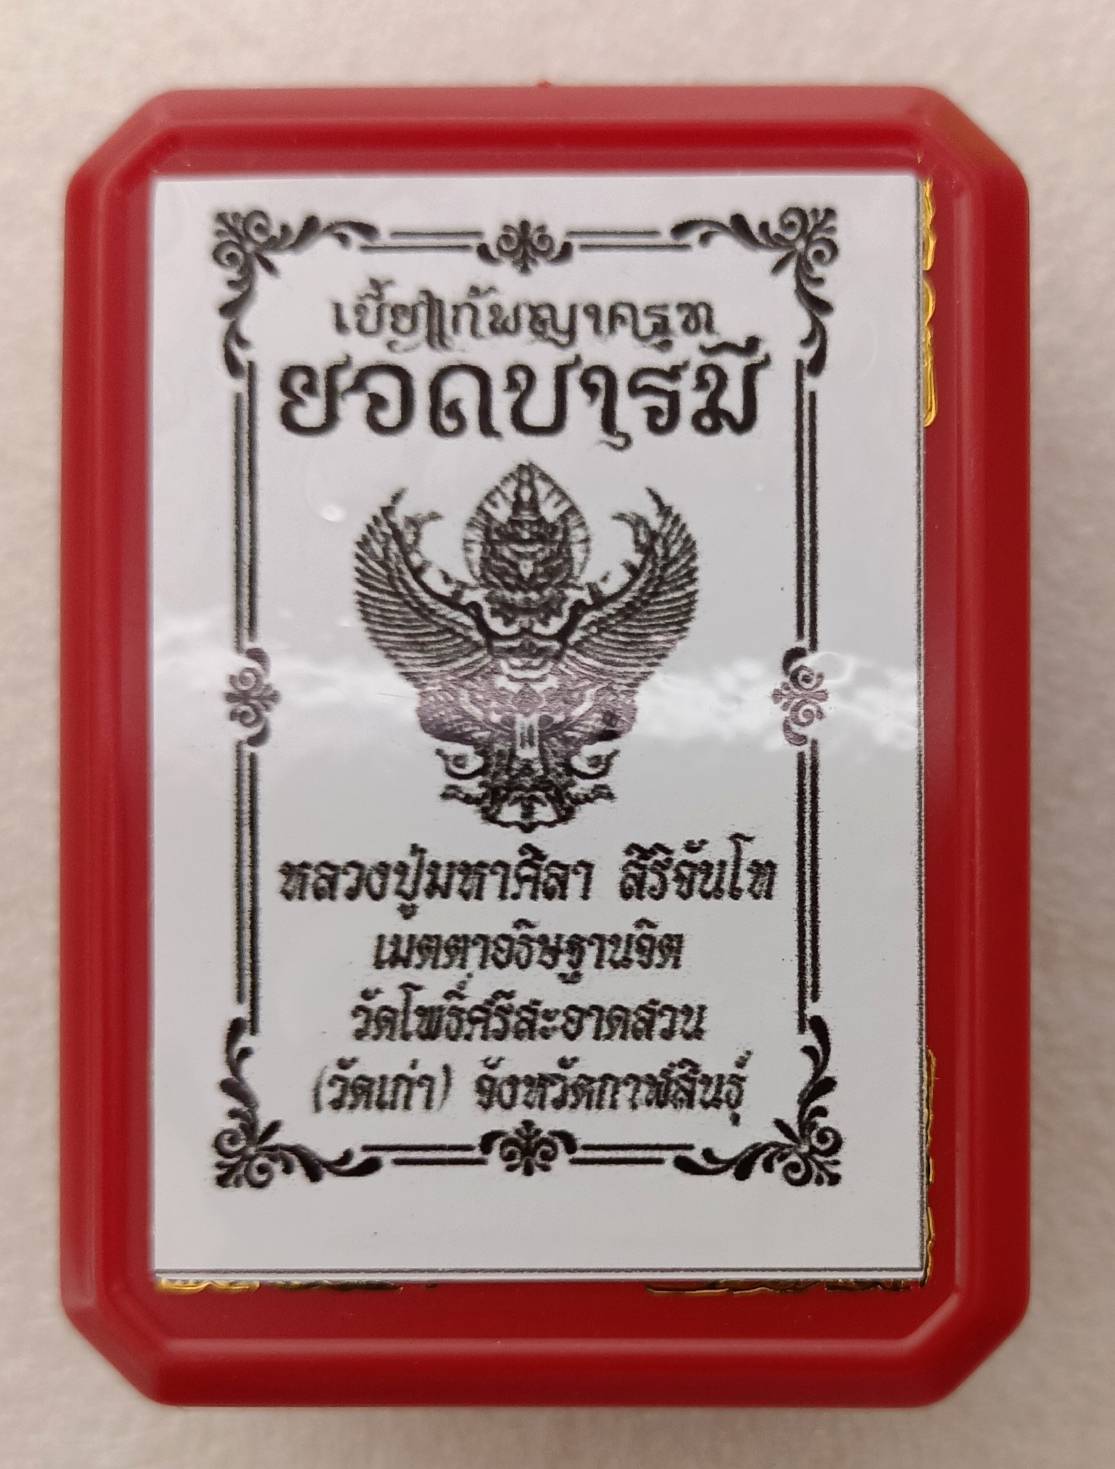 เบี้ยแก้พญาครุฑ
ยอดบารมี
หลวงปู่มหาศิลา สิริจันโท
เมตตาอธิษฐานจิต
วัดโพธิ์ศรีสะอาดสวน
(วัดเก่า) จังหวัดกาฬสินธุ์